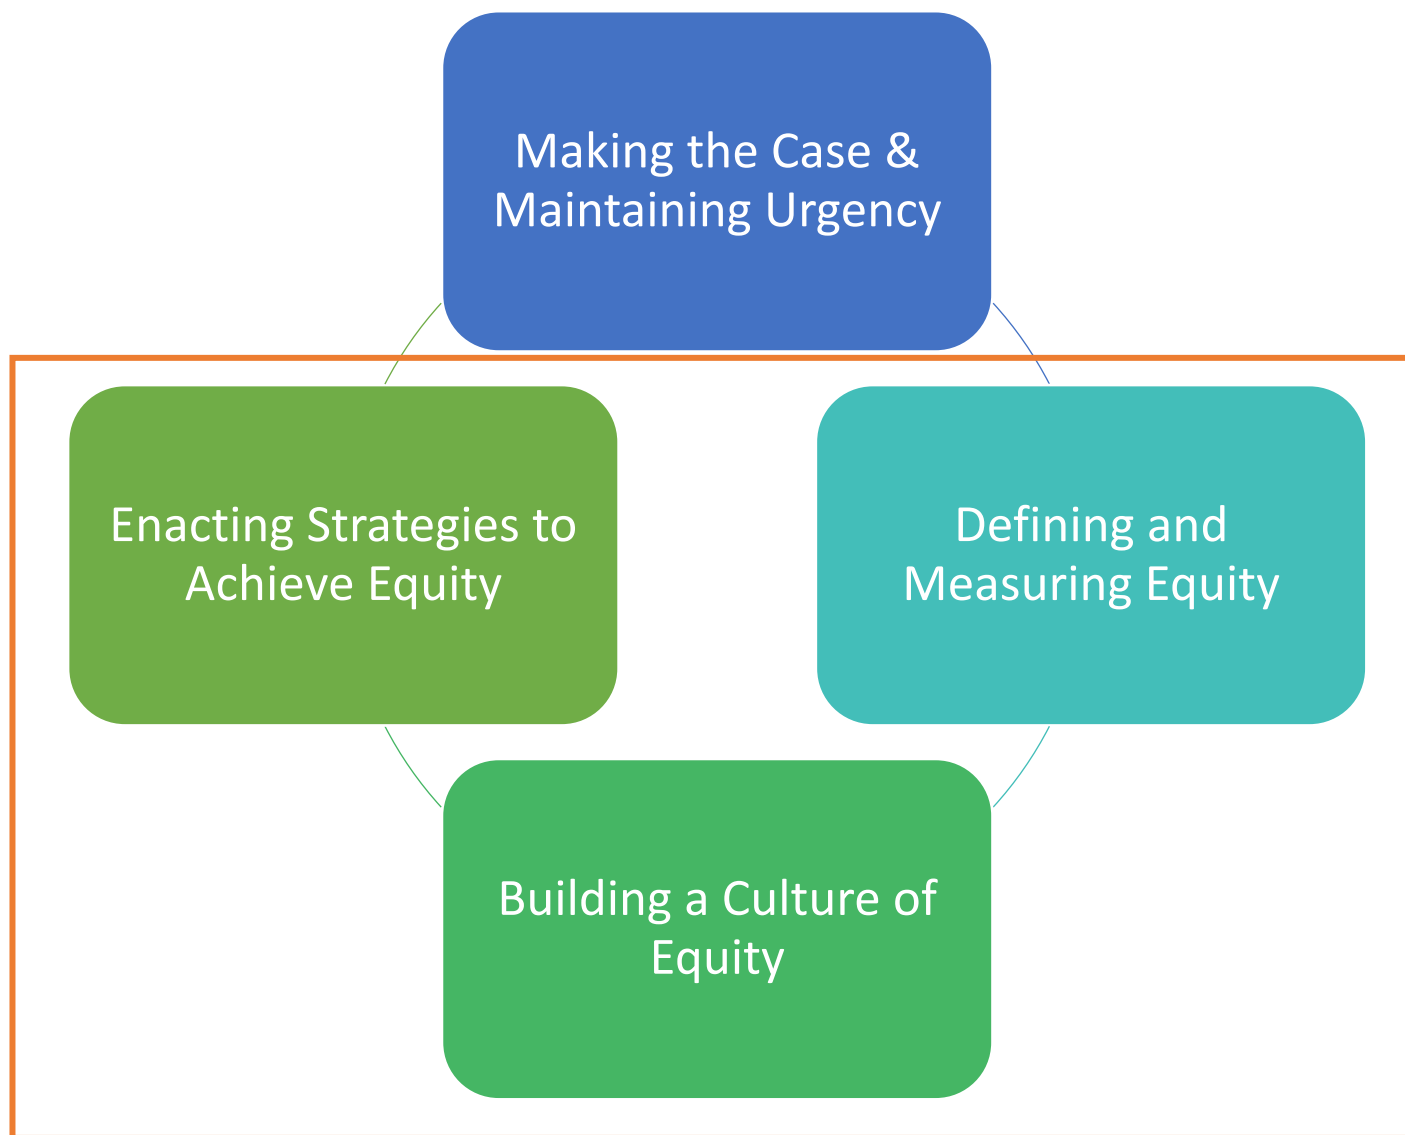 Making the Case &
Maintaining Urgency
Enacting Strategies to
Achieve Equity
Defining and
Measuring Equity
Building a Culture of
Equity